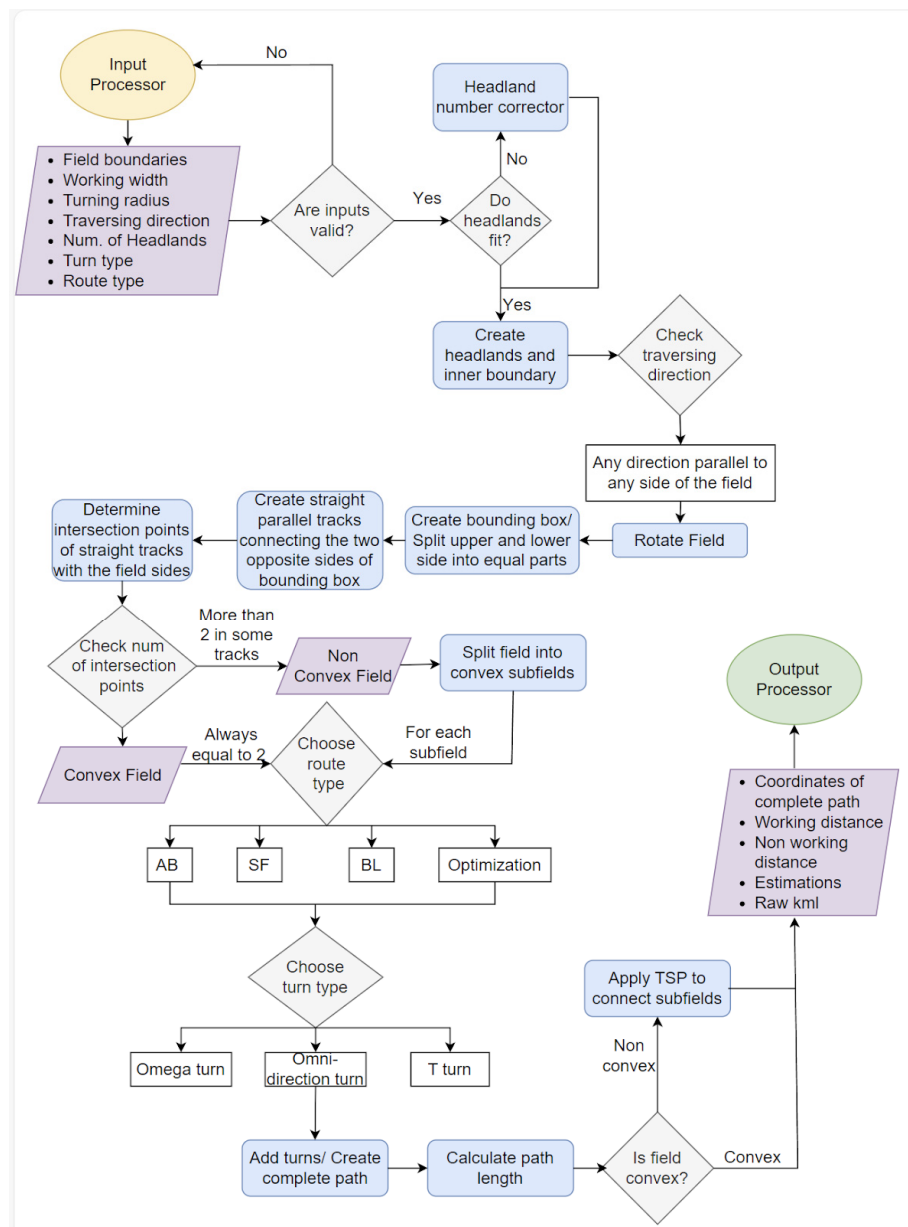 No
Input
Processor
Headland
number corrector
• Field boundaries
• Working width
• Turning radius
• Traversing direction
• Num. of Headlands
• Turn type
• Route type
Are inputs
valid?
Yes
No
Do
headlands
fit?
Yes
Create
headlands and
inner boundary
Check
traversing
direction
Any direction parallel to
any side of the field
Rotate Field
Create bounding box/
Split upper and lower
side into equal parts
Create straight
parallel tracks
connecting the two
opposite sides of
bounding box
Determine
intersection points
of straight tracks
with the field sides
Check num
of intersection
points
More than
2 in some
tracks
Non
Convex Field
Split field into
convex subfields
Output
Processor
Convex Field
Always
equal to 2
Choose
route
type
For each
subfield
• Coordinates of
complete path
• Working distance
• Non working
distance
• Estimations
• Raw kml
AB
SF
BL
Optimization
Choose
turn type
Omega turn
Omni-
direction turn
T turn
Apply TSP to
connect subfields
Non
convex
Add turns/ Create
complete path
Calculate path
length
Is field
convex?
Convex